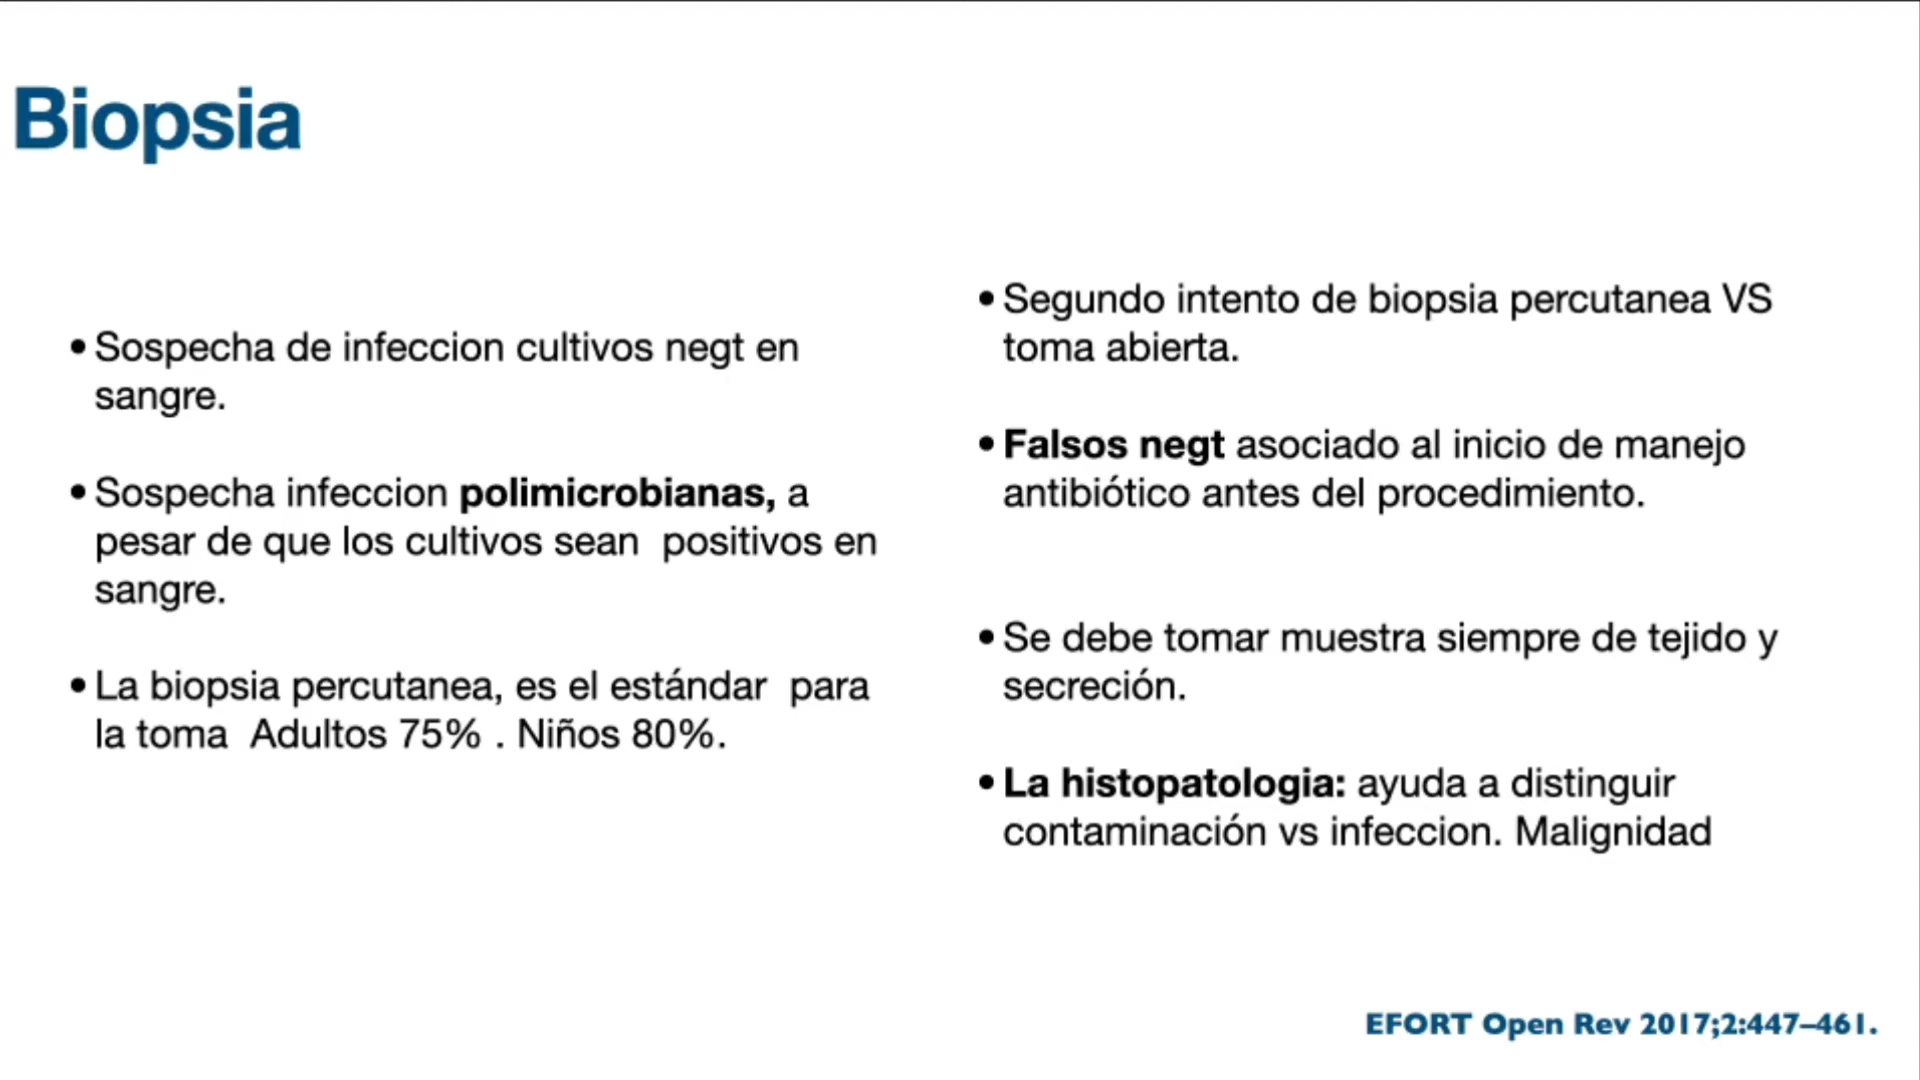 Biopsia
• Sospecha de infeccion cultivos negt en
sangre.
• Sospecha infeccion polimicrobianas, a
pesar de que los cultivos sean  positivos en
sangre.
• La biopsia percutanea, es el estándar  para
la toma  Adultos 75% . Niños 80%.
• Segundo intento de biopsia percutanea VS
toma abierta.
• Falsos negt asociado al inicio de manejo
antibiótico antes del procedimiento.
• Se debe tomar muestra siempre de tejido y
secreción.
• La histopatologia: ayuda a distinguir
contaminación vs infeccion. Malignidad
EFORT Open Rev 2017;2:447–461.